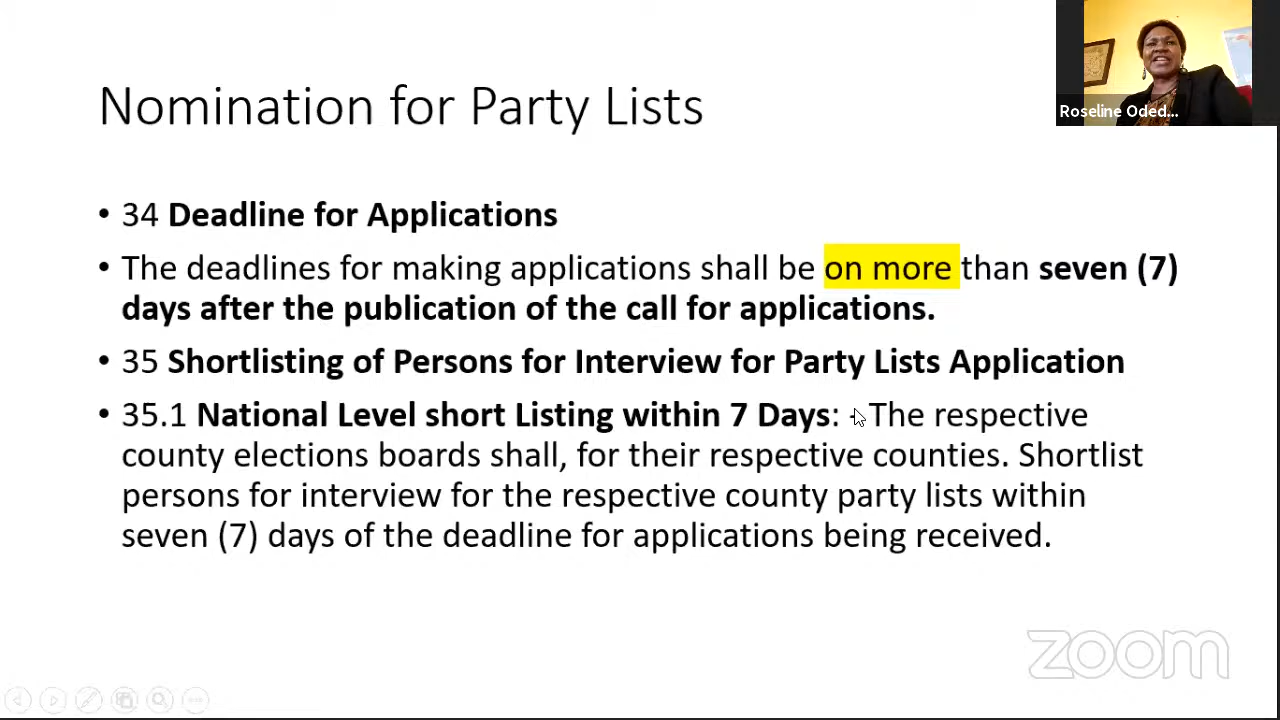 Nomination for Party Lists
Roseline Oded...
• 34 Deadline for Applications
• The deadlines for making applications shall be on more than seven (7)
days after the publication of the call for applications.
• 35 Shortlisting of Persons for Interview for Party Lists Application
• 35.1 National Level short Listing within 7 Days: - The respective
county elections boards shall, for their respective counties. Shortlist
persons for interview for the respective county party lists within
seven (7) days of the deadline for applications being received.
zoom